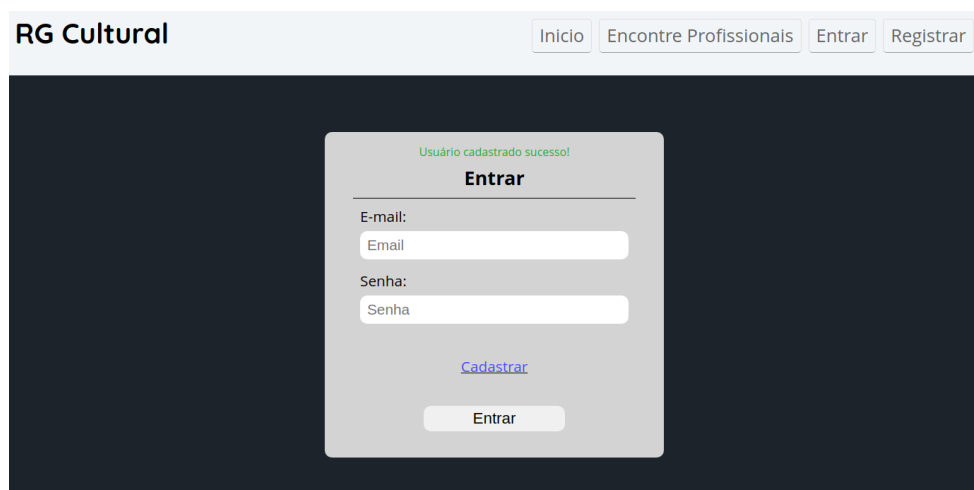 RG Cultural
Inicio Encontre Profissionais Entrar Registrar
Usuário cadastrado sucesso!
Entrar
E-mail:
Email
Senha:
Senha
Cadastrar
Entrar